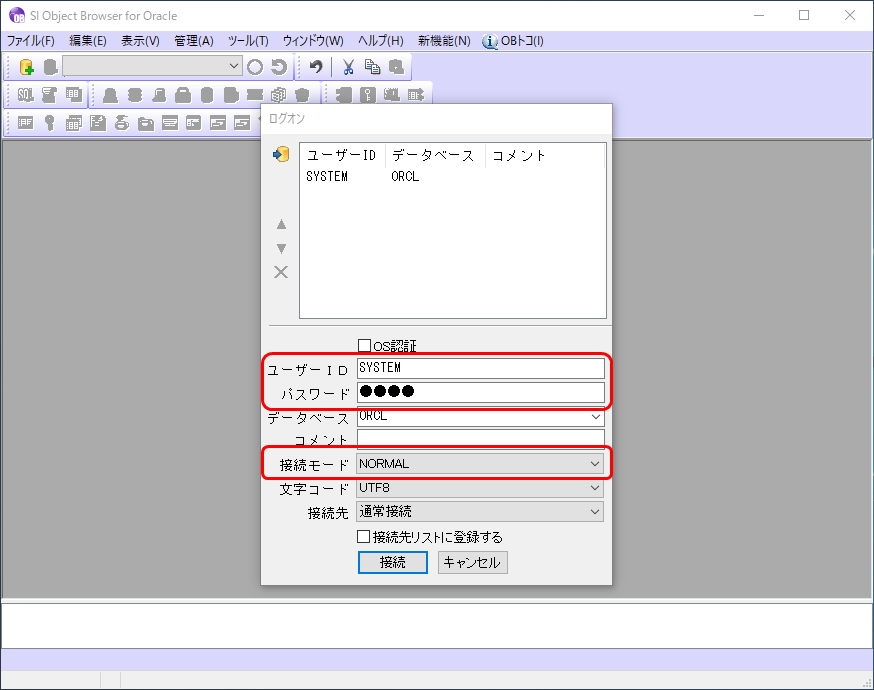 SI Object Browser for Oracle
ファイル(F) 編集(E) 表示(V) 管理(A) ツール(T) ウィンドウ(W) ヘルプ(H) 新機能(N) OBトコ(I)
ログオン
ユーザーID データベース コメント
SYSTEM ORCL
OS認証
ユーザーＩＤ SYSTEM
パスワード ●●●●
データベース ORCL
コメント
接続モード NORMAL
文字コード UTF8
接続先 通常接続
接続先リストに登録する
接続 キャンセル